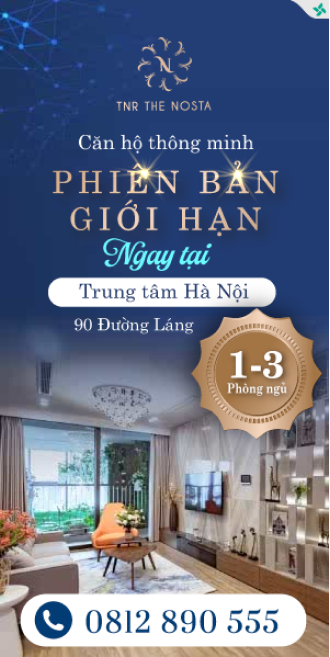 N
TNR THE NOSTA
Căn hộ thông minh
PHIÊN BẢN
GIỚI HẠN
Ngay tại
Trung tâm Hà Nội
90 Đường Láng
1-3
Phòng ngủ
0812 890 555